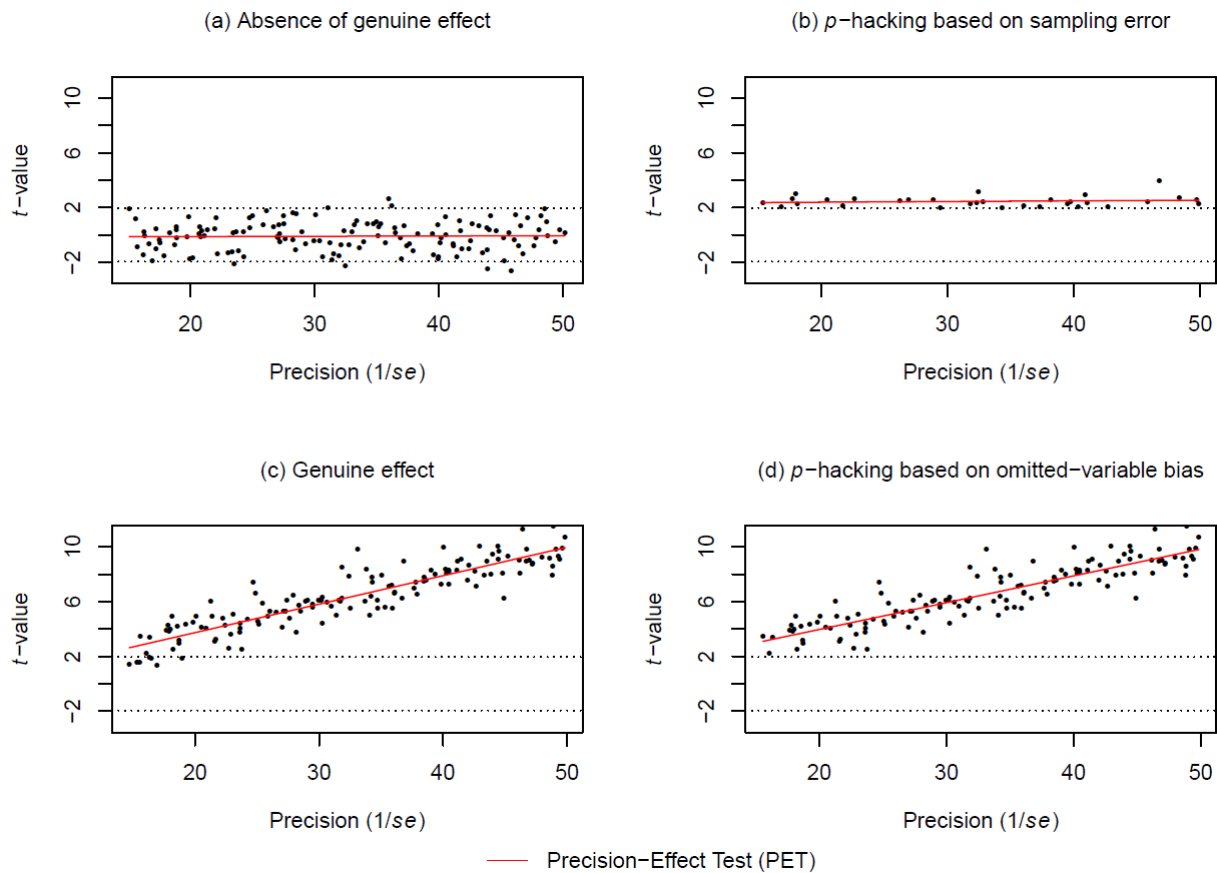 (a) Absence of genuine effect
10
6
2
−2
t−value
20 30 40 50
Precision (1/se)
(b) p−hacking based on sampling error
10
6
2
−2
t−value
20 30 40 50
Precision (1/se)
(c) Genuine effect
10
6
2
−2
t−value
20 30 40 50
Precision (1/se)
(d) p−hacking based on omitted−variable bias
10
6
2
−2
t−value
20 30 40 50
Precision (1/se)
Precision−Effect Test (PET)